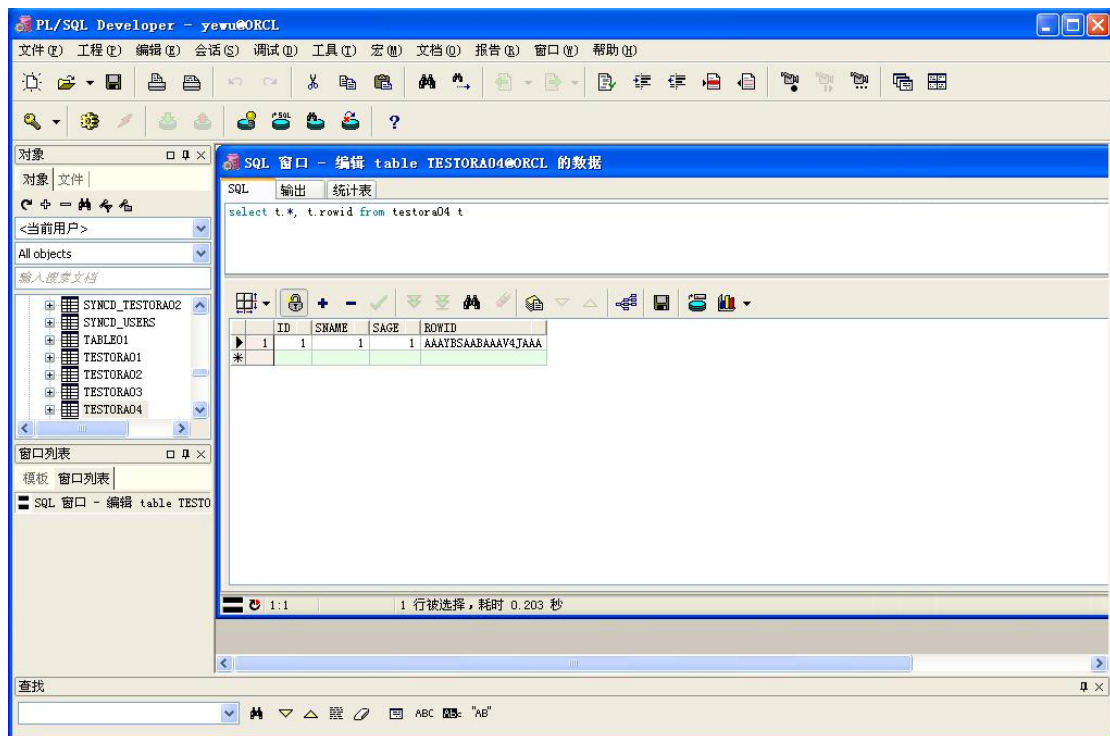 PL/SQL Developer - yewu@ORCL
文件(F) 工程(P) 编辑(E) 会话(S) 调试(D) 工具(T) 宏(M) 文档(O) 报告(R) 窗口(W) 帮助(H)
对象
对象 文件
<当前用户>
All objects
输入搜索文档
SYNCD_TESTORA02
SYNCD_USERS
TABLE01
TESTORA01
TESTORA02
TESTORA03
TESTORA04
窗口列表
模板 窗口列表
SQL 窗口 - 编辑 table TESTO
SQL 窗口 - 编辑 table TESTORA04@ORCL 的数据
SQL 输出 统计表
select t.*, t.rowid from testora04 t
ID SNAME SAGE ROWID
1 1 1 1 AAAYBSAABAAAV4JAAA
1:1 1 行被选择, 耗时 0.203 秒
查找
ABC AB "AB"